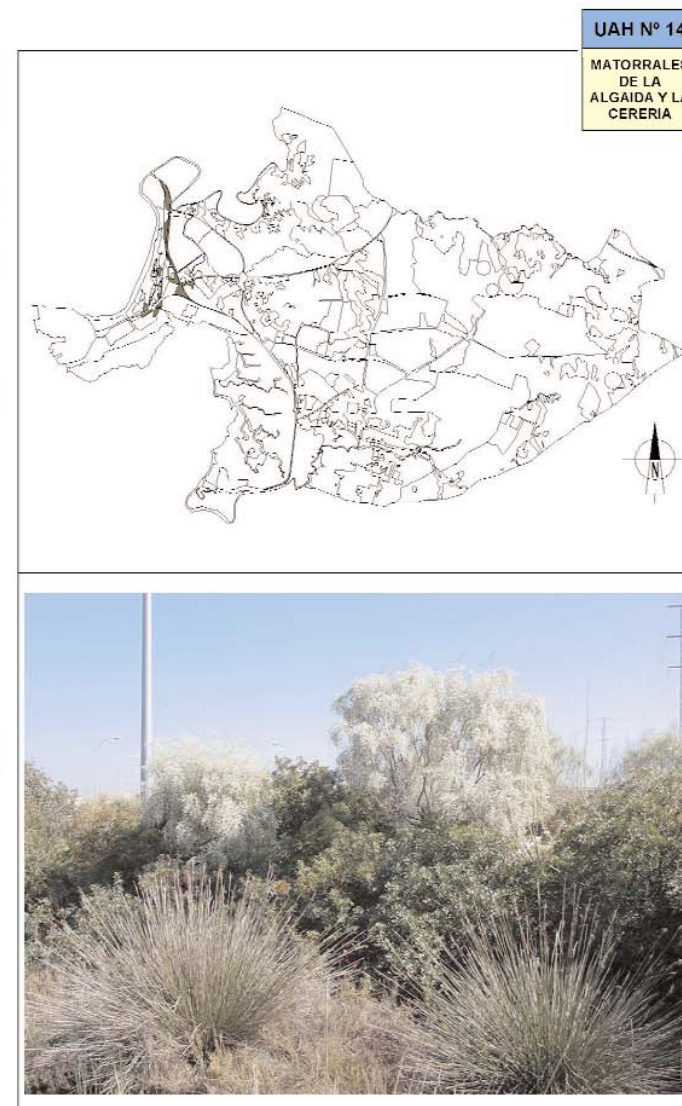 UAH Nº 14
MATORRALES
DE LA
ALGAIDA Y LA
CERERIA
N